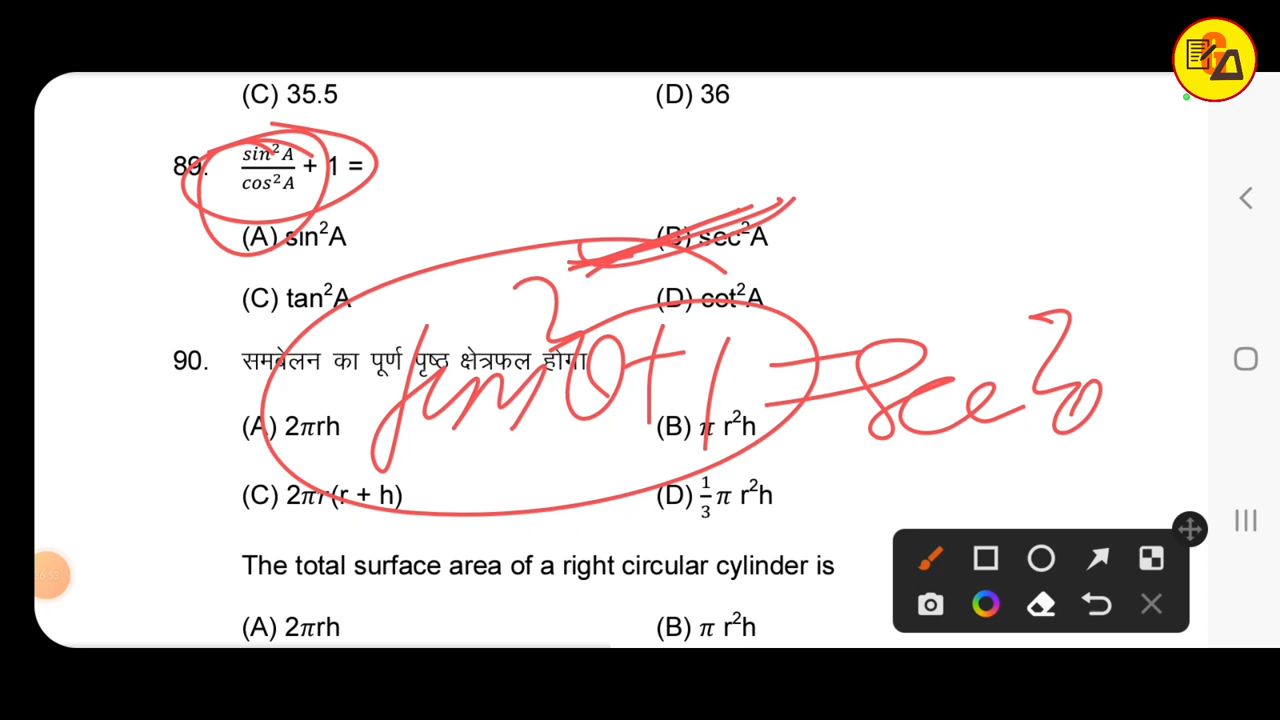 (C) 35.5 (D) 36
89. sin²A/cos²A + 1 =
(A) sin²A (B) sec²A
(C) tan²A (D) cot²A
90. समबेलन का पूर्ण पृष्ठ क्षेत्रफल होगा
tan²θ + 1 = sec²θ
(A) 2πrh (B) π r²h
(C) 2πr(r + h) (D) 1/3 π r²h
The total surface area of a right circular cylinder is
(A) 2πrh (B) π r²h